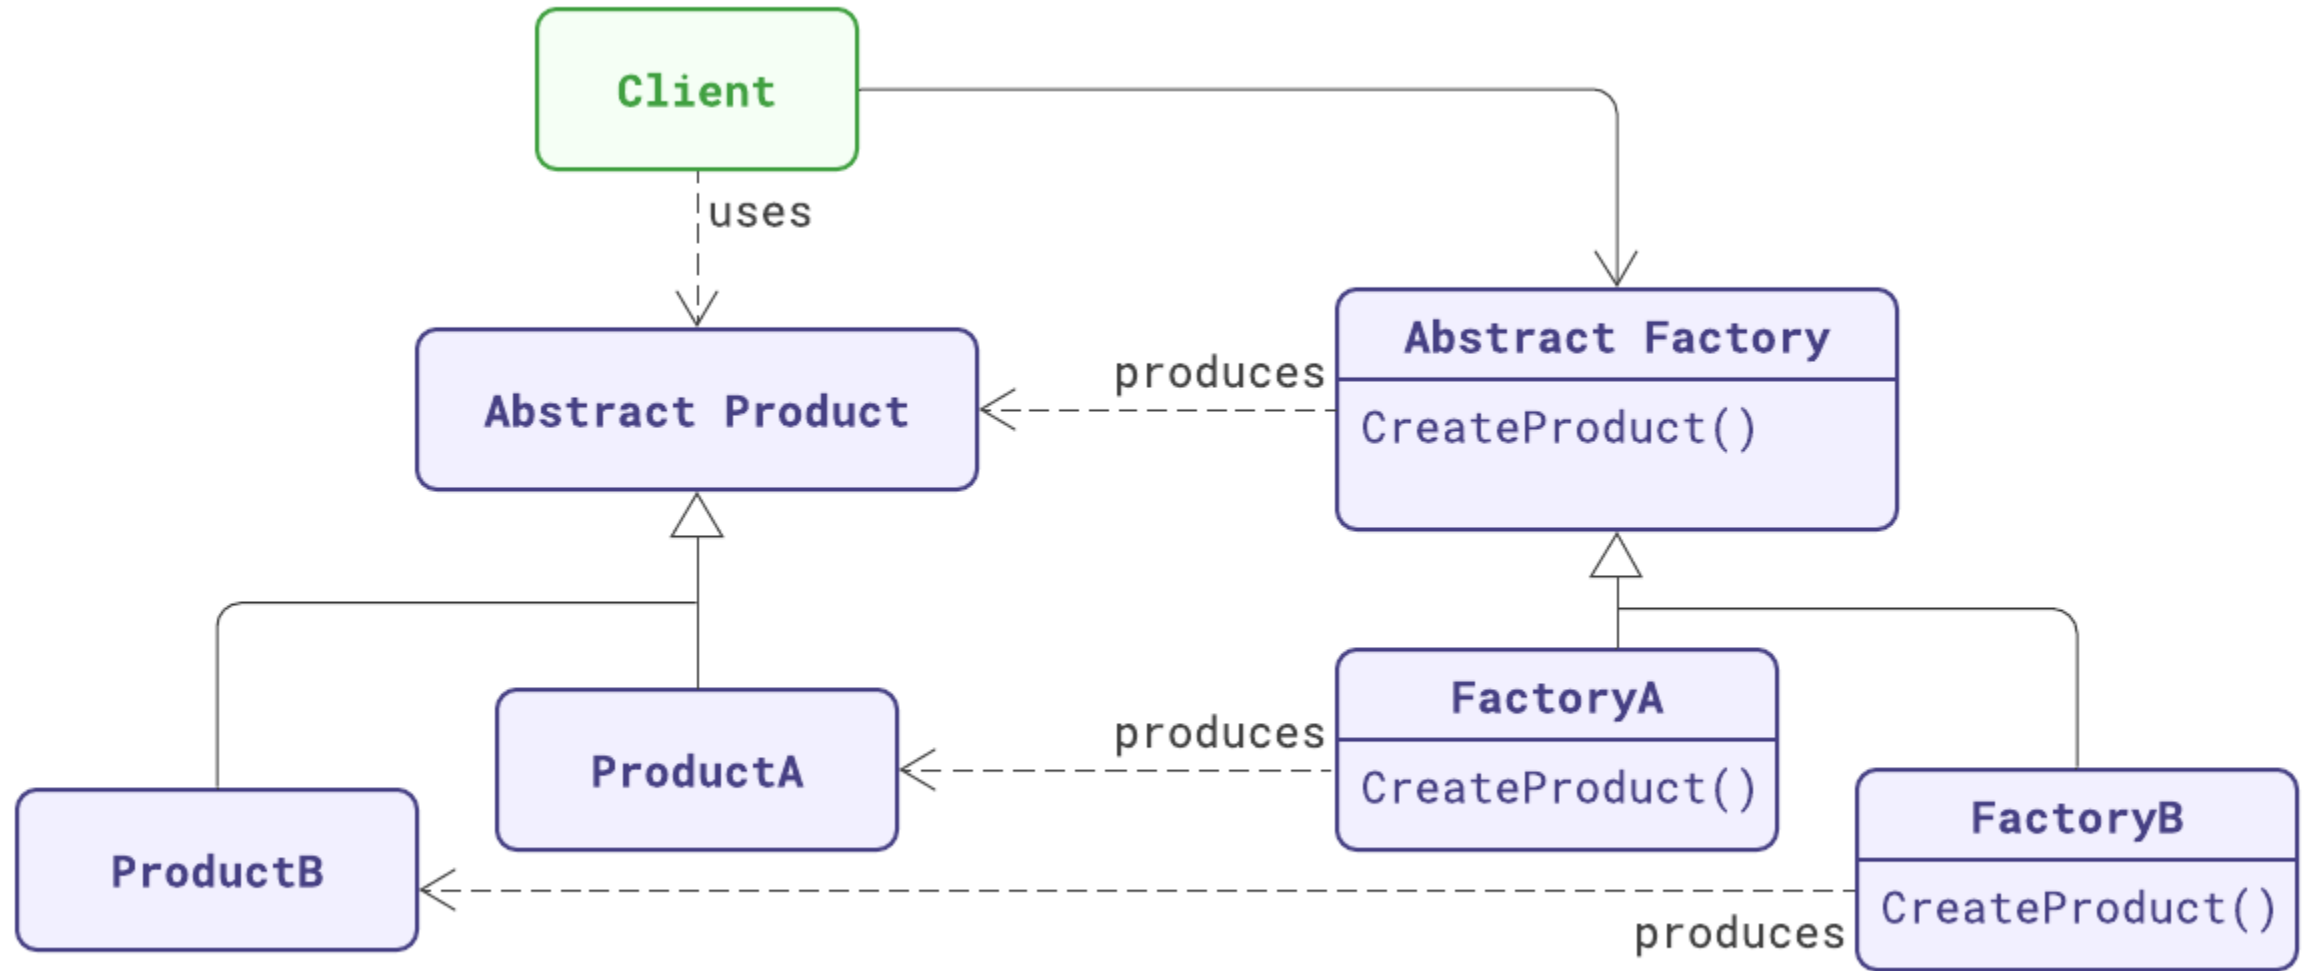 Client
uses
Abstract Factory
produces
Abstract Product
CreateProduct()
FactoryA
produces
ProductA
CreateProduct()
FactoryB
ProductB
CreateProduct()
produces